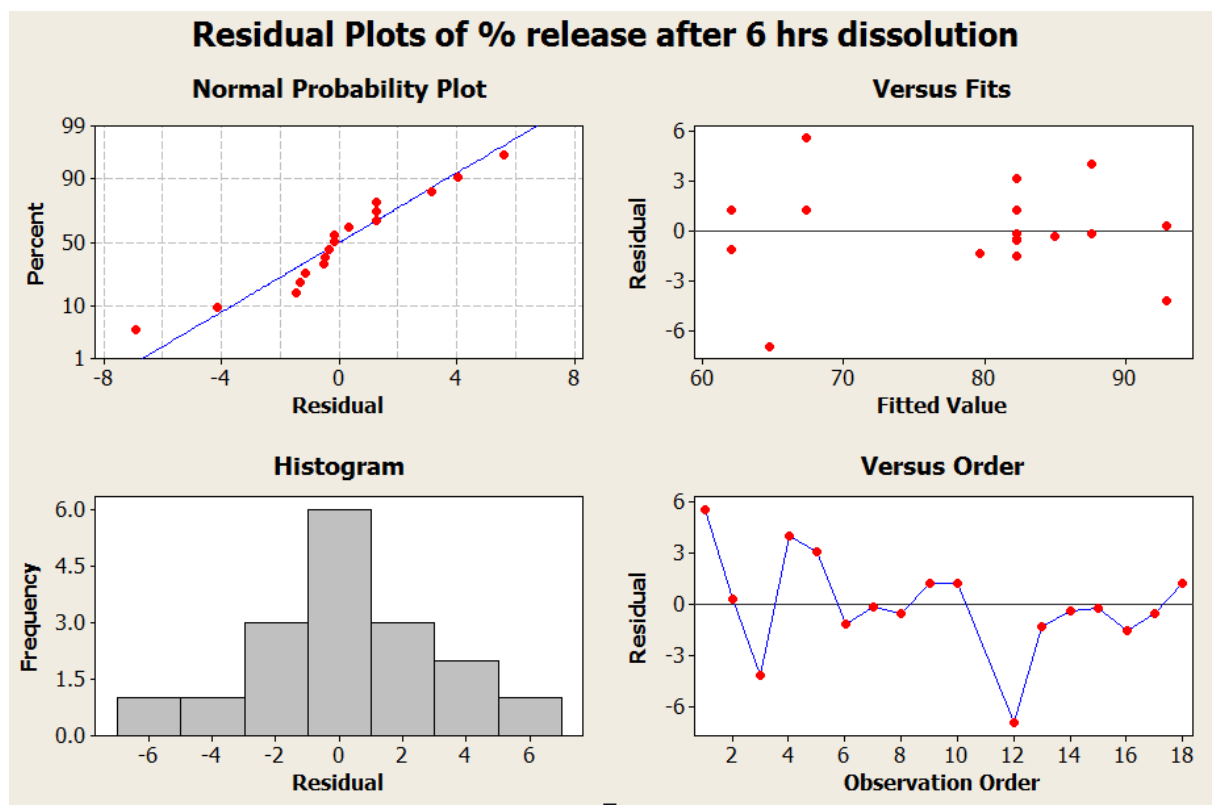 Residual Plots of % release after 6 hrs dissolution
Normal Probability Plot
99
90
50
10
1
Percent
-8 -4 0 4 8
Residual
Versus Fits
6
3
0
-3
-6
Residual
60 70 80 90
Fitted Value
Histogram
6.0
4.5
3.0
1.5
0.0
Frequency
-6 -4 -2 0 2 4 6
Residual
Versus Order
6
3
0
-3
-6
Residual
2 4 6 8 10 12 14 16 18
Observation Order